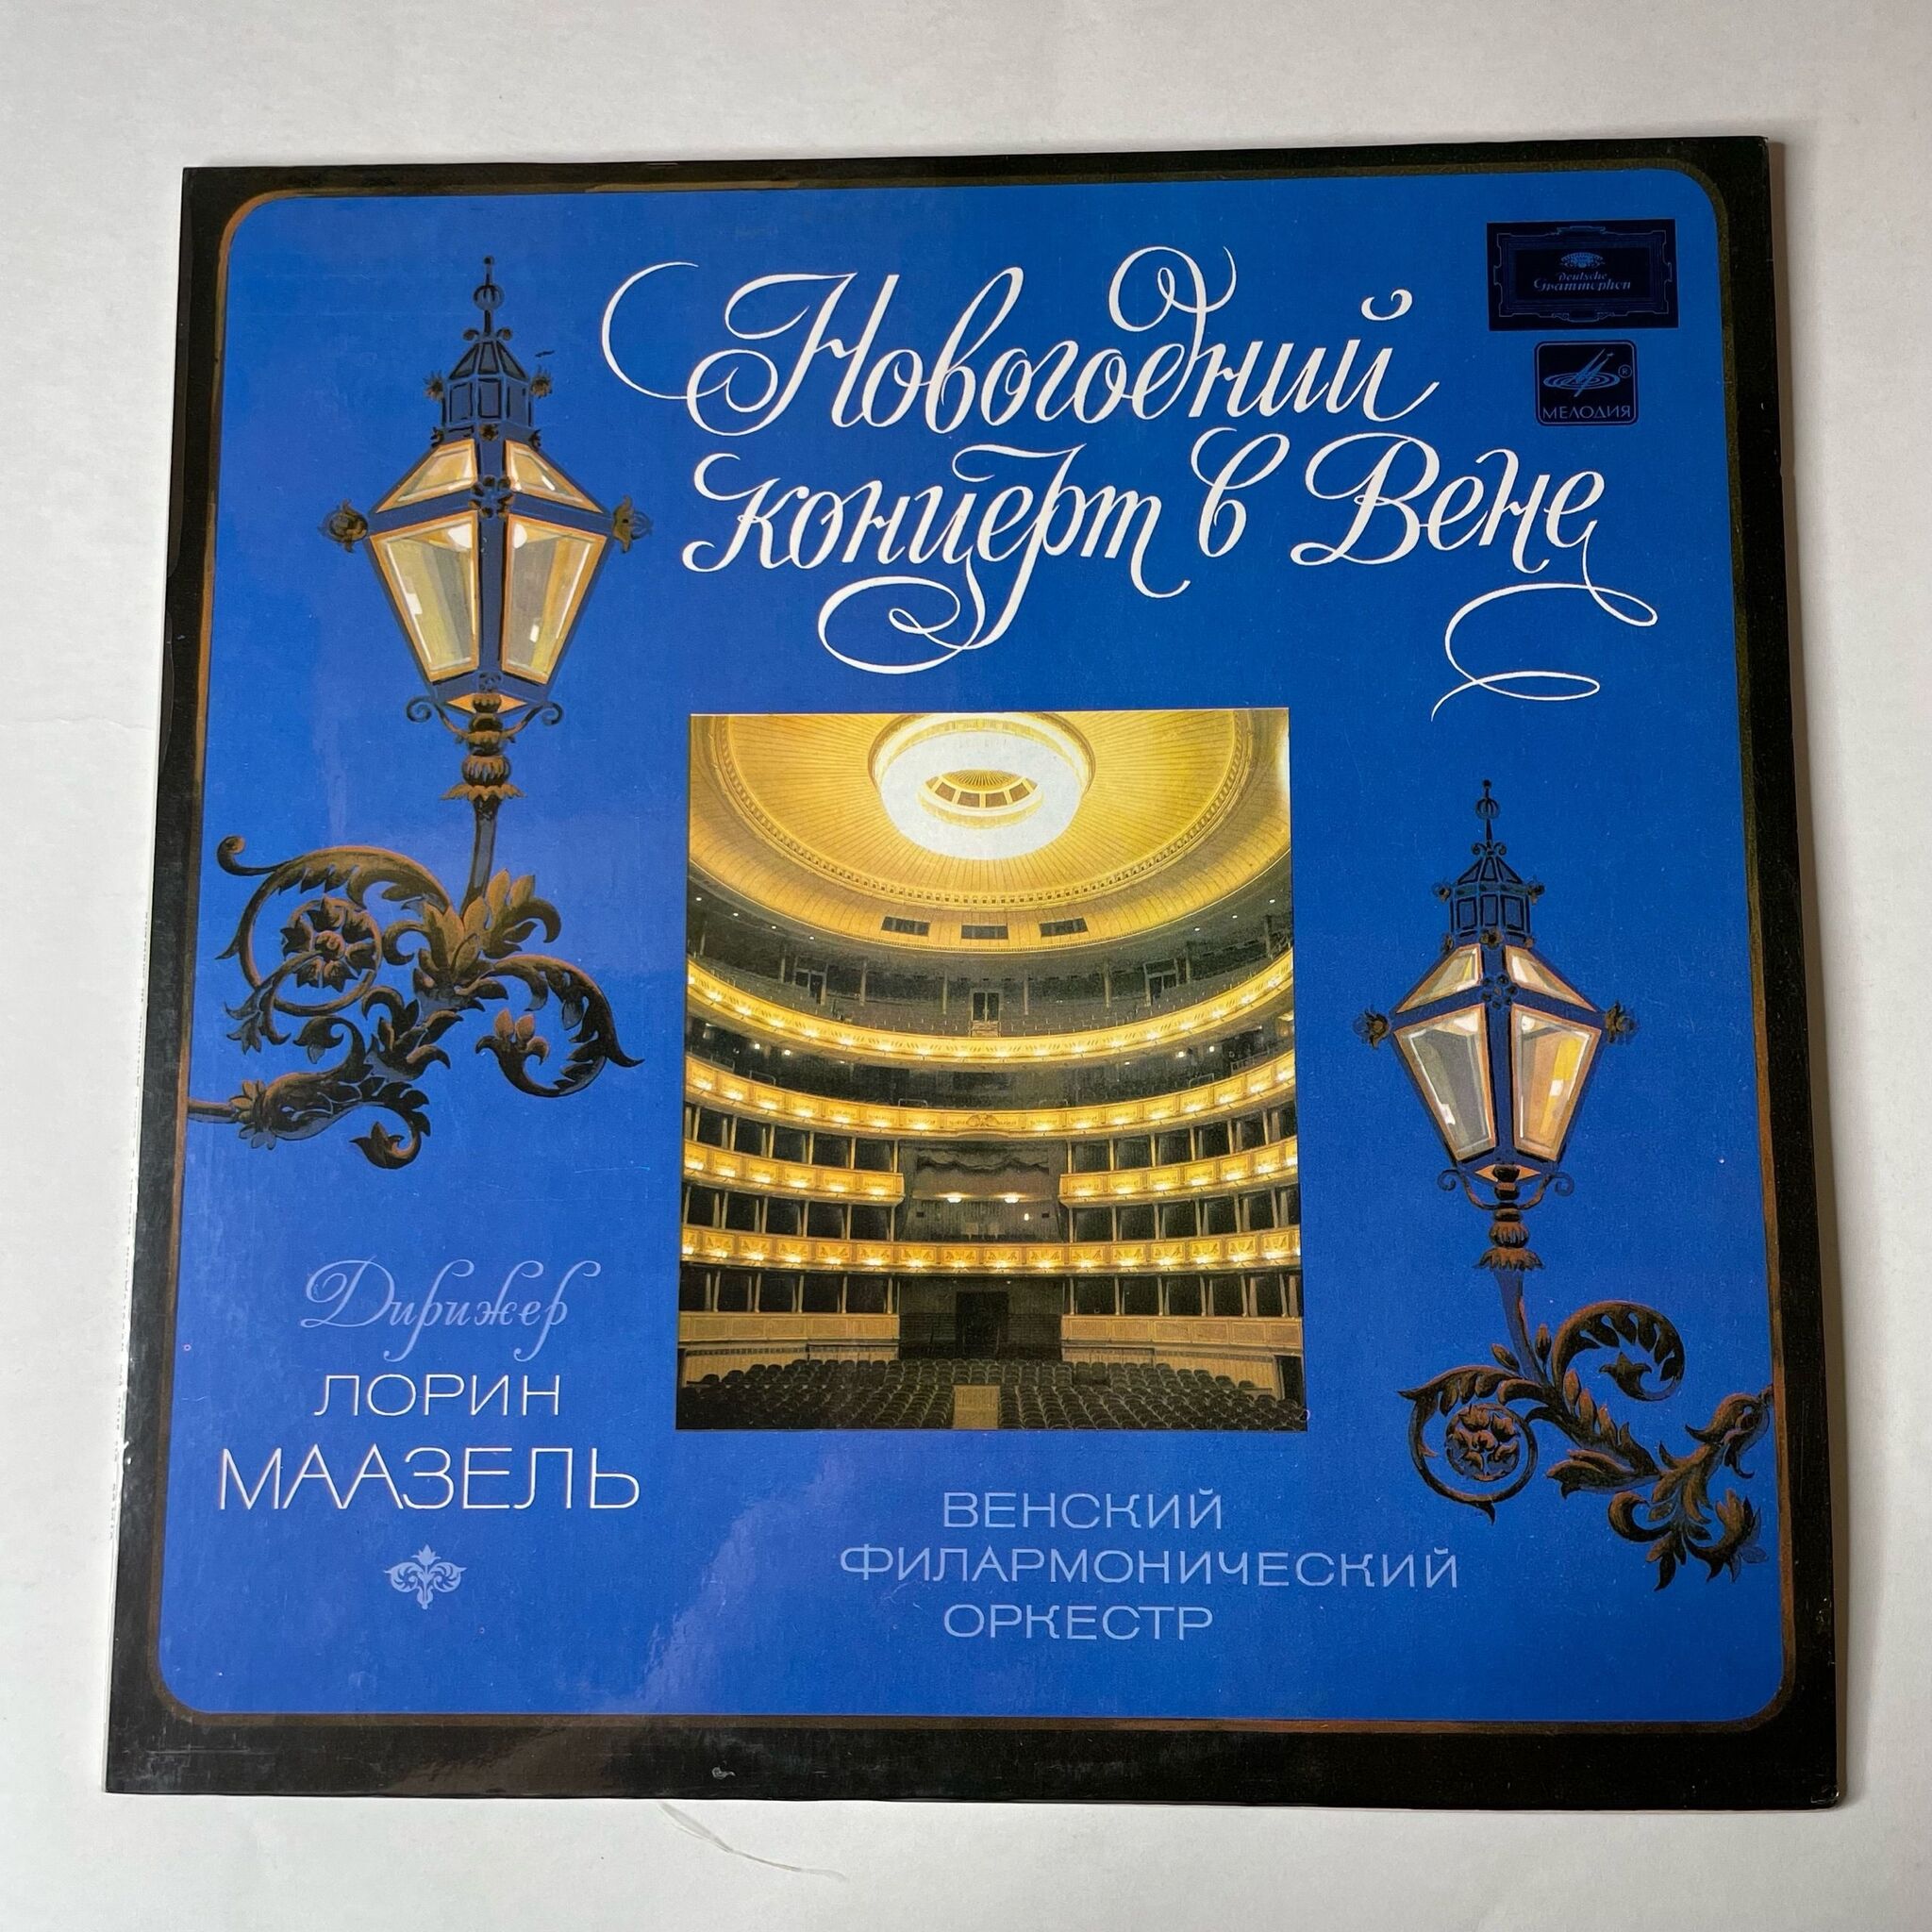 Новогодний
концерт в Вене
Deutsche
Grammophon
®
МЕЛОДИЯ
Дирижер
ЛОРИН
МААЗЕЛЬ
ВЕНСКИЙ
ФИЛАРМОНИЧЕСКИЙ
ОРКЕСТР